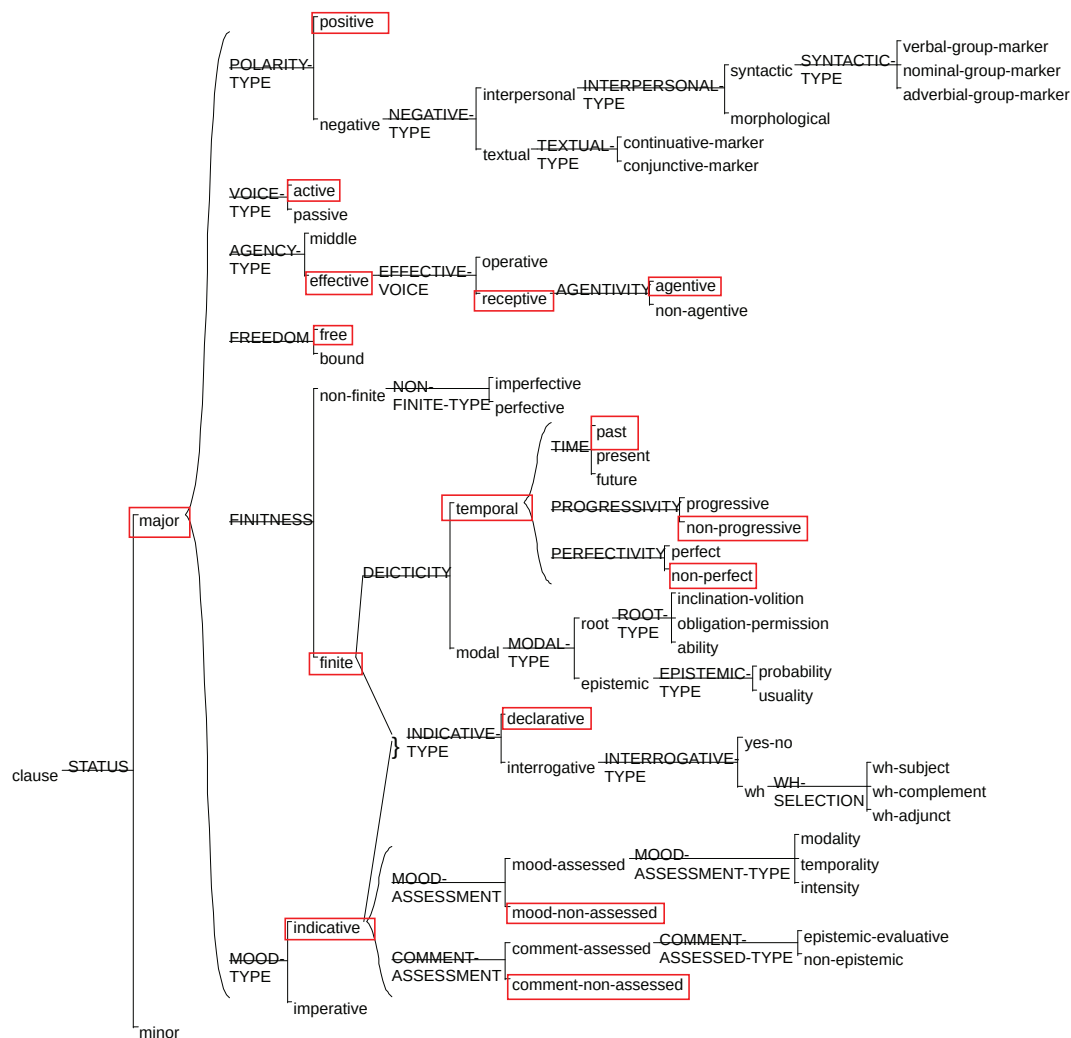 positive
POLARITY-
TYPE
negative
NEGATIVE-
TYPE
interpersonal
INTERPERSONAL-
TYPE
syntactic
SYNTACTIC-
TYPE
verbal-group-marker
nominal-group-marker
adverbial-group-marker
morphological
textual
TEXTUAL-
TYPE
continuative-marker
conjunctive-marker
VOICE-
TYPE
active
passive
AGENCY-
TYPE
middle
effective
EFFECTIVE-
VOICE
operative
receptive
AGENTIVITY
agentive
non-agentive
FREEDOM
free
bound
FINITNESS
non-finite
NON-
FINITE-TYPE
imperfective
perfective
finite
DEICTICITY
temporal
TIME
past
present
future
PROGRESSIVITY
progressive
non-progressive
PERFECTIVITY
perfect
non-perfect
modal
MODAL-
TYPE
root
ROOT-
TYPE
inclination-volition
obligation-permission
ability
epistemic
EPISTEMIC-
TYPE
probability
usuality
}
INDICATIVE-
TYPE
declarative
interrogative
INTERROGATIVE-
TYPE
yes-no
wh
WH-
SELECTION
wh-subject
wh-complement
wh-adjunct
clause
STATUS
major
minor
MOOD-
TYPE
indicative
imperative
MOOD-
ASSESSMENT
mood-assessed
MOOD-
ASSESSMENT-TYPE
modality
temporality
intensity
mood-non-assessed
COMMENT-
ASSESSMENT
comment-assessed
COMMENT-
ASSESSED-TYPE
epistemic-evaluative
non-epistemic
comment-non-assessed